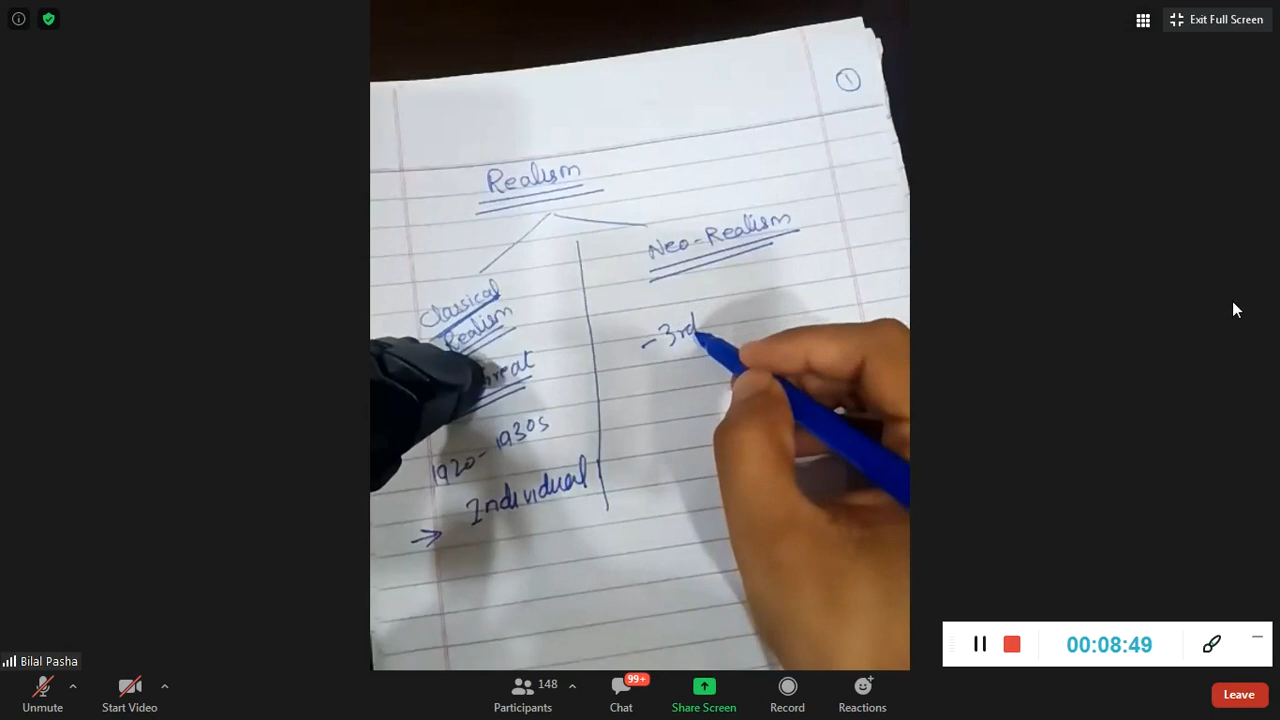 Exit Full Screen
1
Realism
Neo-Realism
Classical
Realism
1920-1930s
Individual
-3rd
00:08:49
Bilal Pasha
Unmute
Start Video
148
Participants
99+
Chat
Share Screen
Record
Reactions
Leave